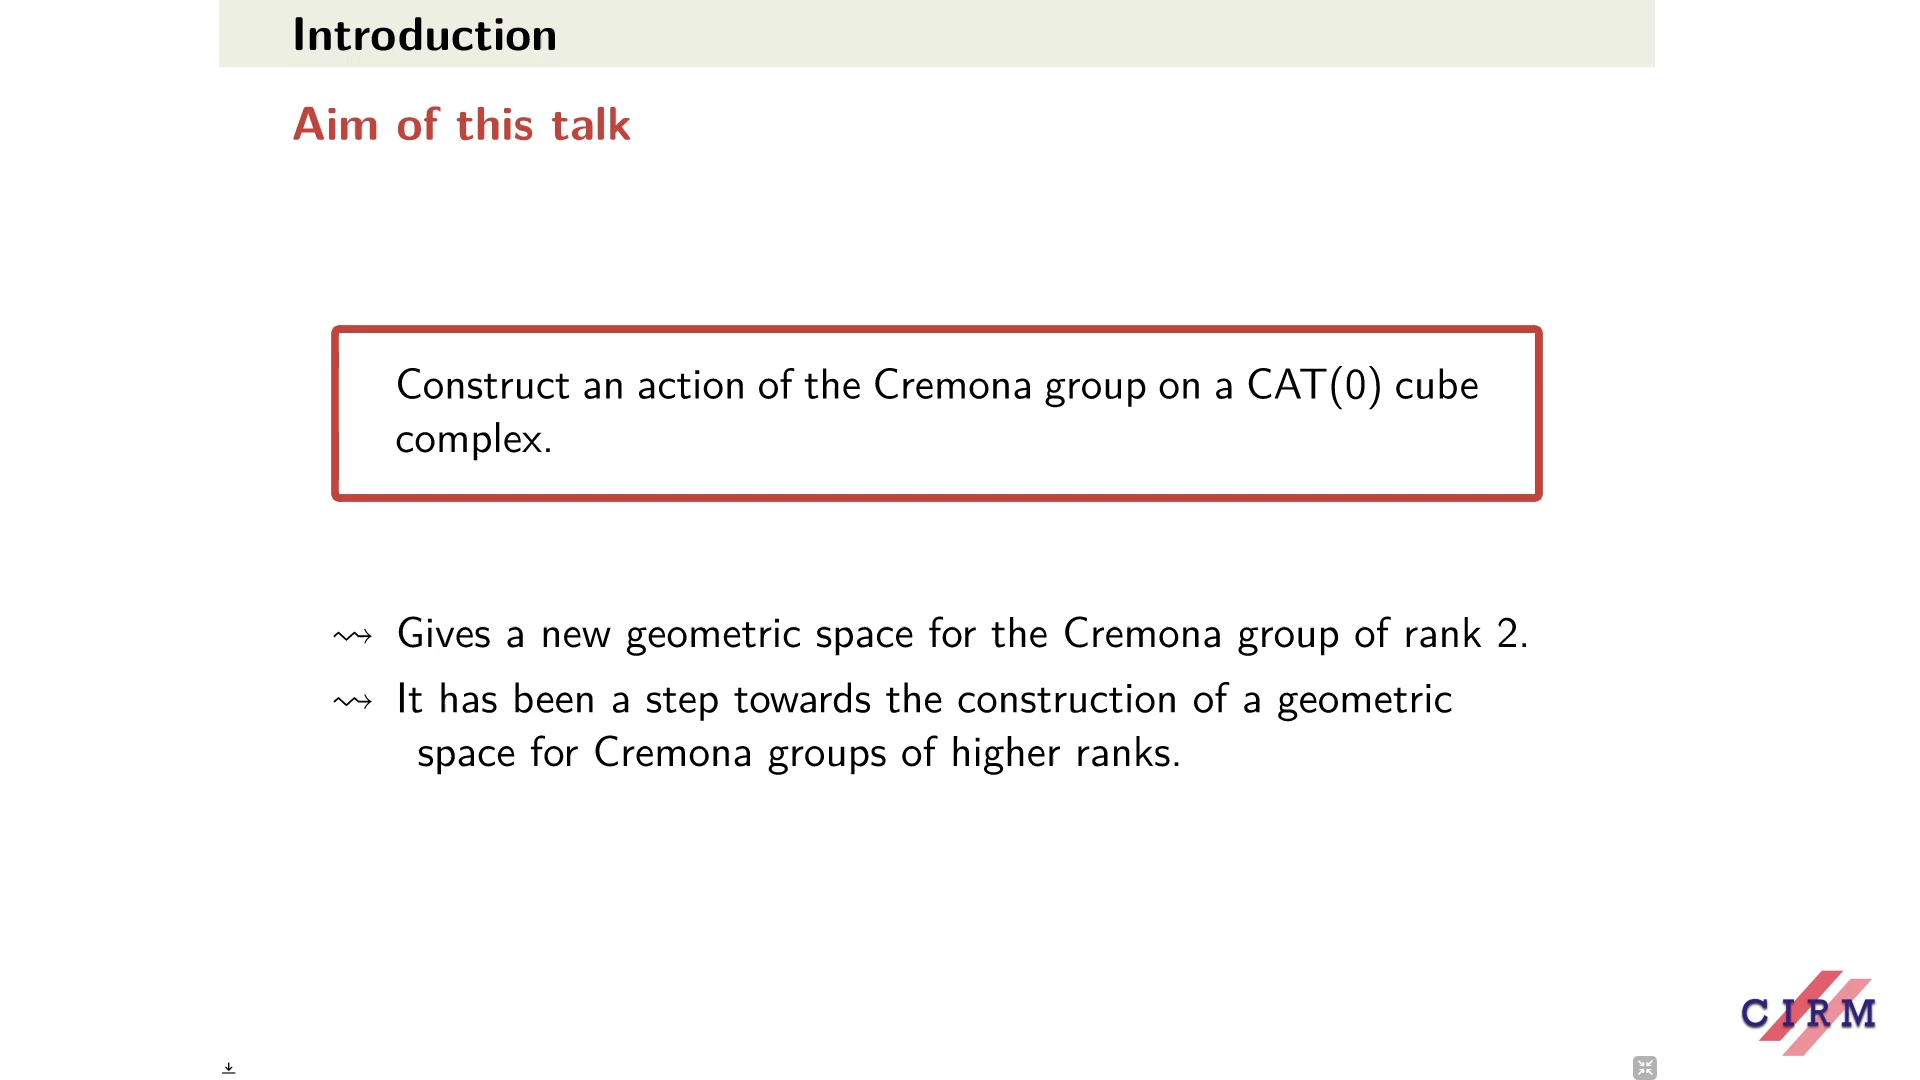 Introduction
Aim of this talk
Construct an action of the Cremona group on a CAT(0) cube
complex.
⇝ Gives a new geometric space for the Cremona group of rank 2.
⇝ It has been a step towards the construction of a geometric
space for Cremona groups of higher ranks.
CIRM